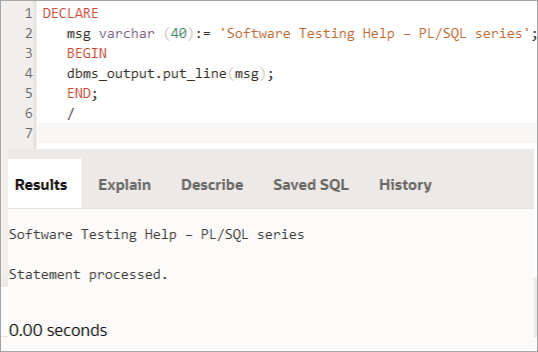 1 DECLARE
2 msg varchar (40):= 'Software Testing Help – PL/SQL series';
3 BEGIN
4 dbms_output.put_line(msg);
5 END;
6 /
7
Results Explain Describe Saved SQL History
Software Testing Help – PL/SQL series
Statement processed.
0.00 seconds